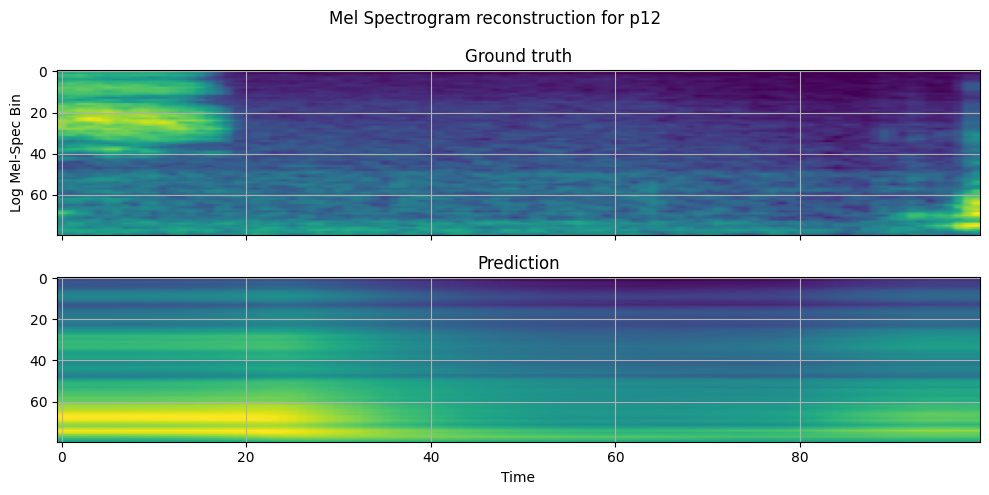 Mel Spectrogram reconstruction for p12
Ground truth
Log Mel-Spec Bin
0
20
40
60
Prediction
0
20
40
60
0 20 40 60 80
Time